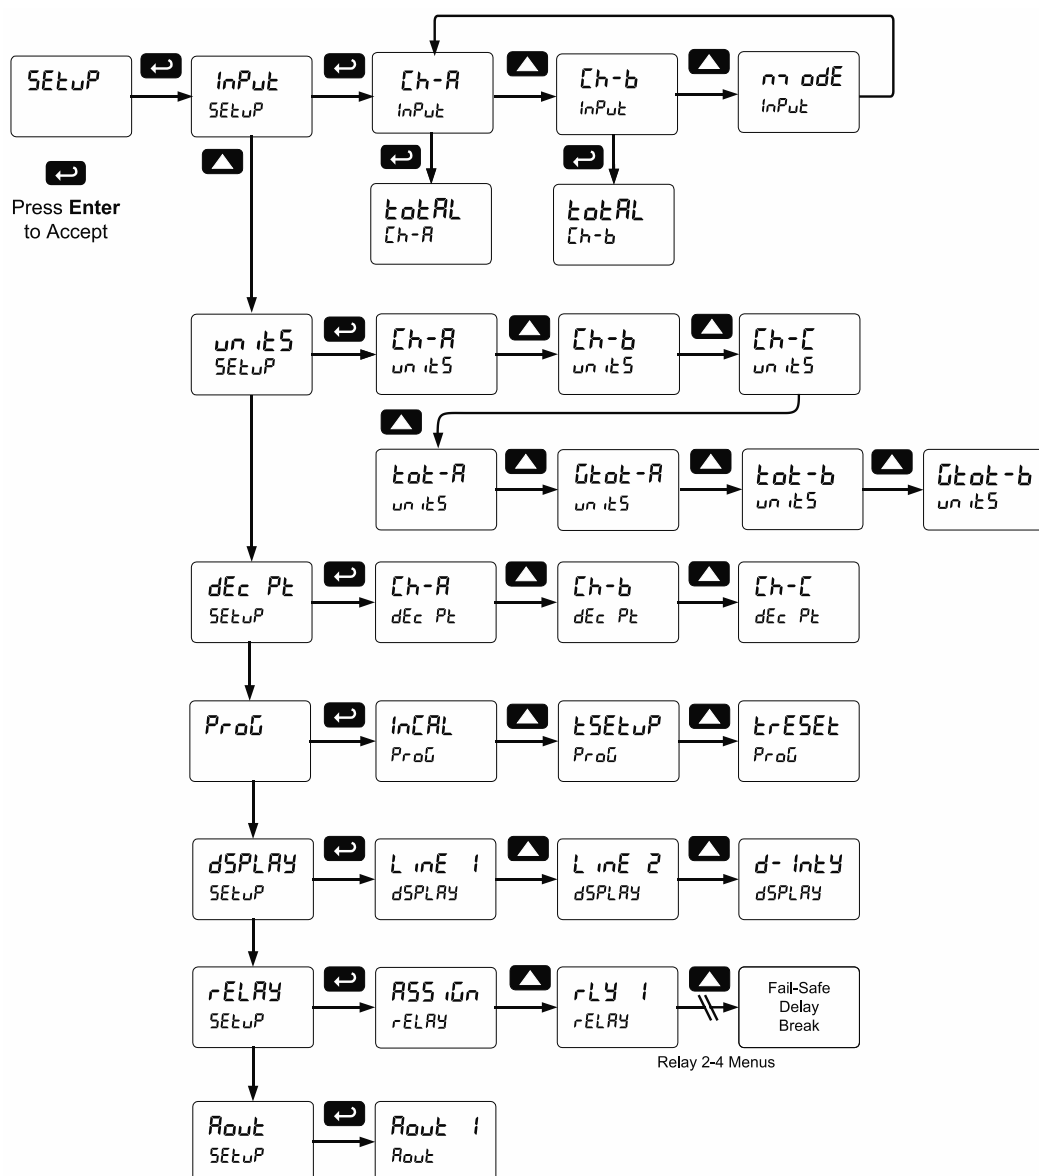 SEtuP
InPut
SEtuP
Ch-A
InPut
Ch-b
InPut
modE
InPut
Press Enter
to Accept
totAL
Ch-A
totAL
Ch-b
unitS
SEtuP
Ch-A
unitS
Ch-b
unitS
Ch-C
unitS
tot-A
unitS
Gtot-A
unitS
tot-b
unitS
Gtot-b
unitS
dEc Pt
SEtuP
Ch-A
dEc Pt
Ch-b
dEc Pt
Ch-C
dEc Pt
ProG
InCAL
ProG
tSEtuP
ProG
trESEt
ProG
dSPLAY
SEtuP
LinE 1
dSPLAY
LinE 2
dSPLAY
d-IntY
dSPLAY
rELAY
SEtuP
ASSiGn
rELAY
rLY 1
rELAY
Fail-Safe
Delay
Break
Relay 2-4 Menus
Aout
SEtuP
Aout 1
Aout